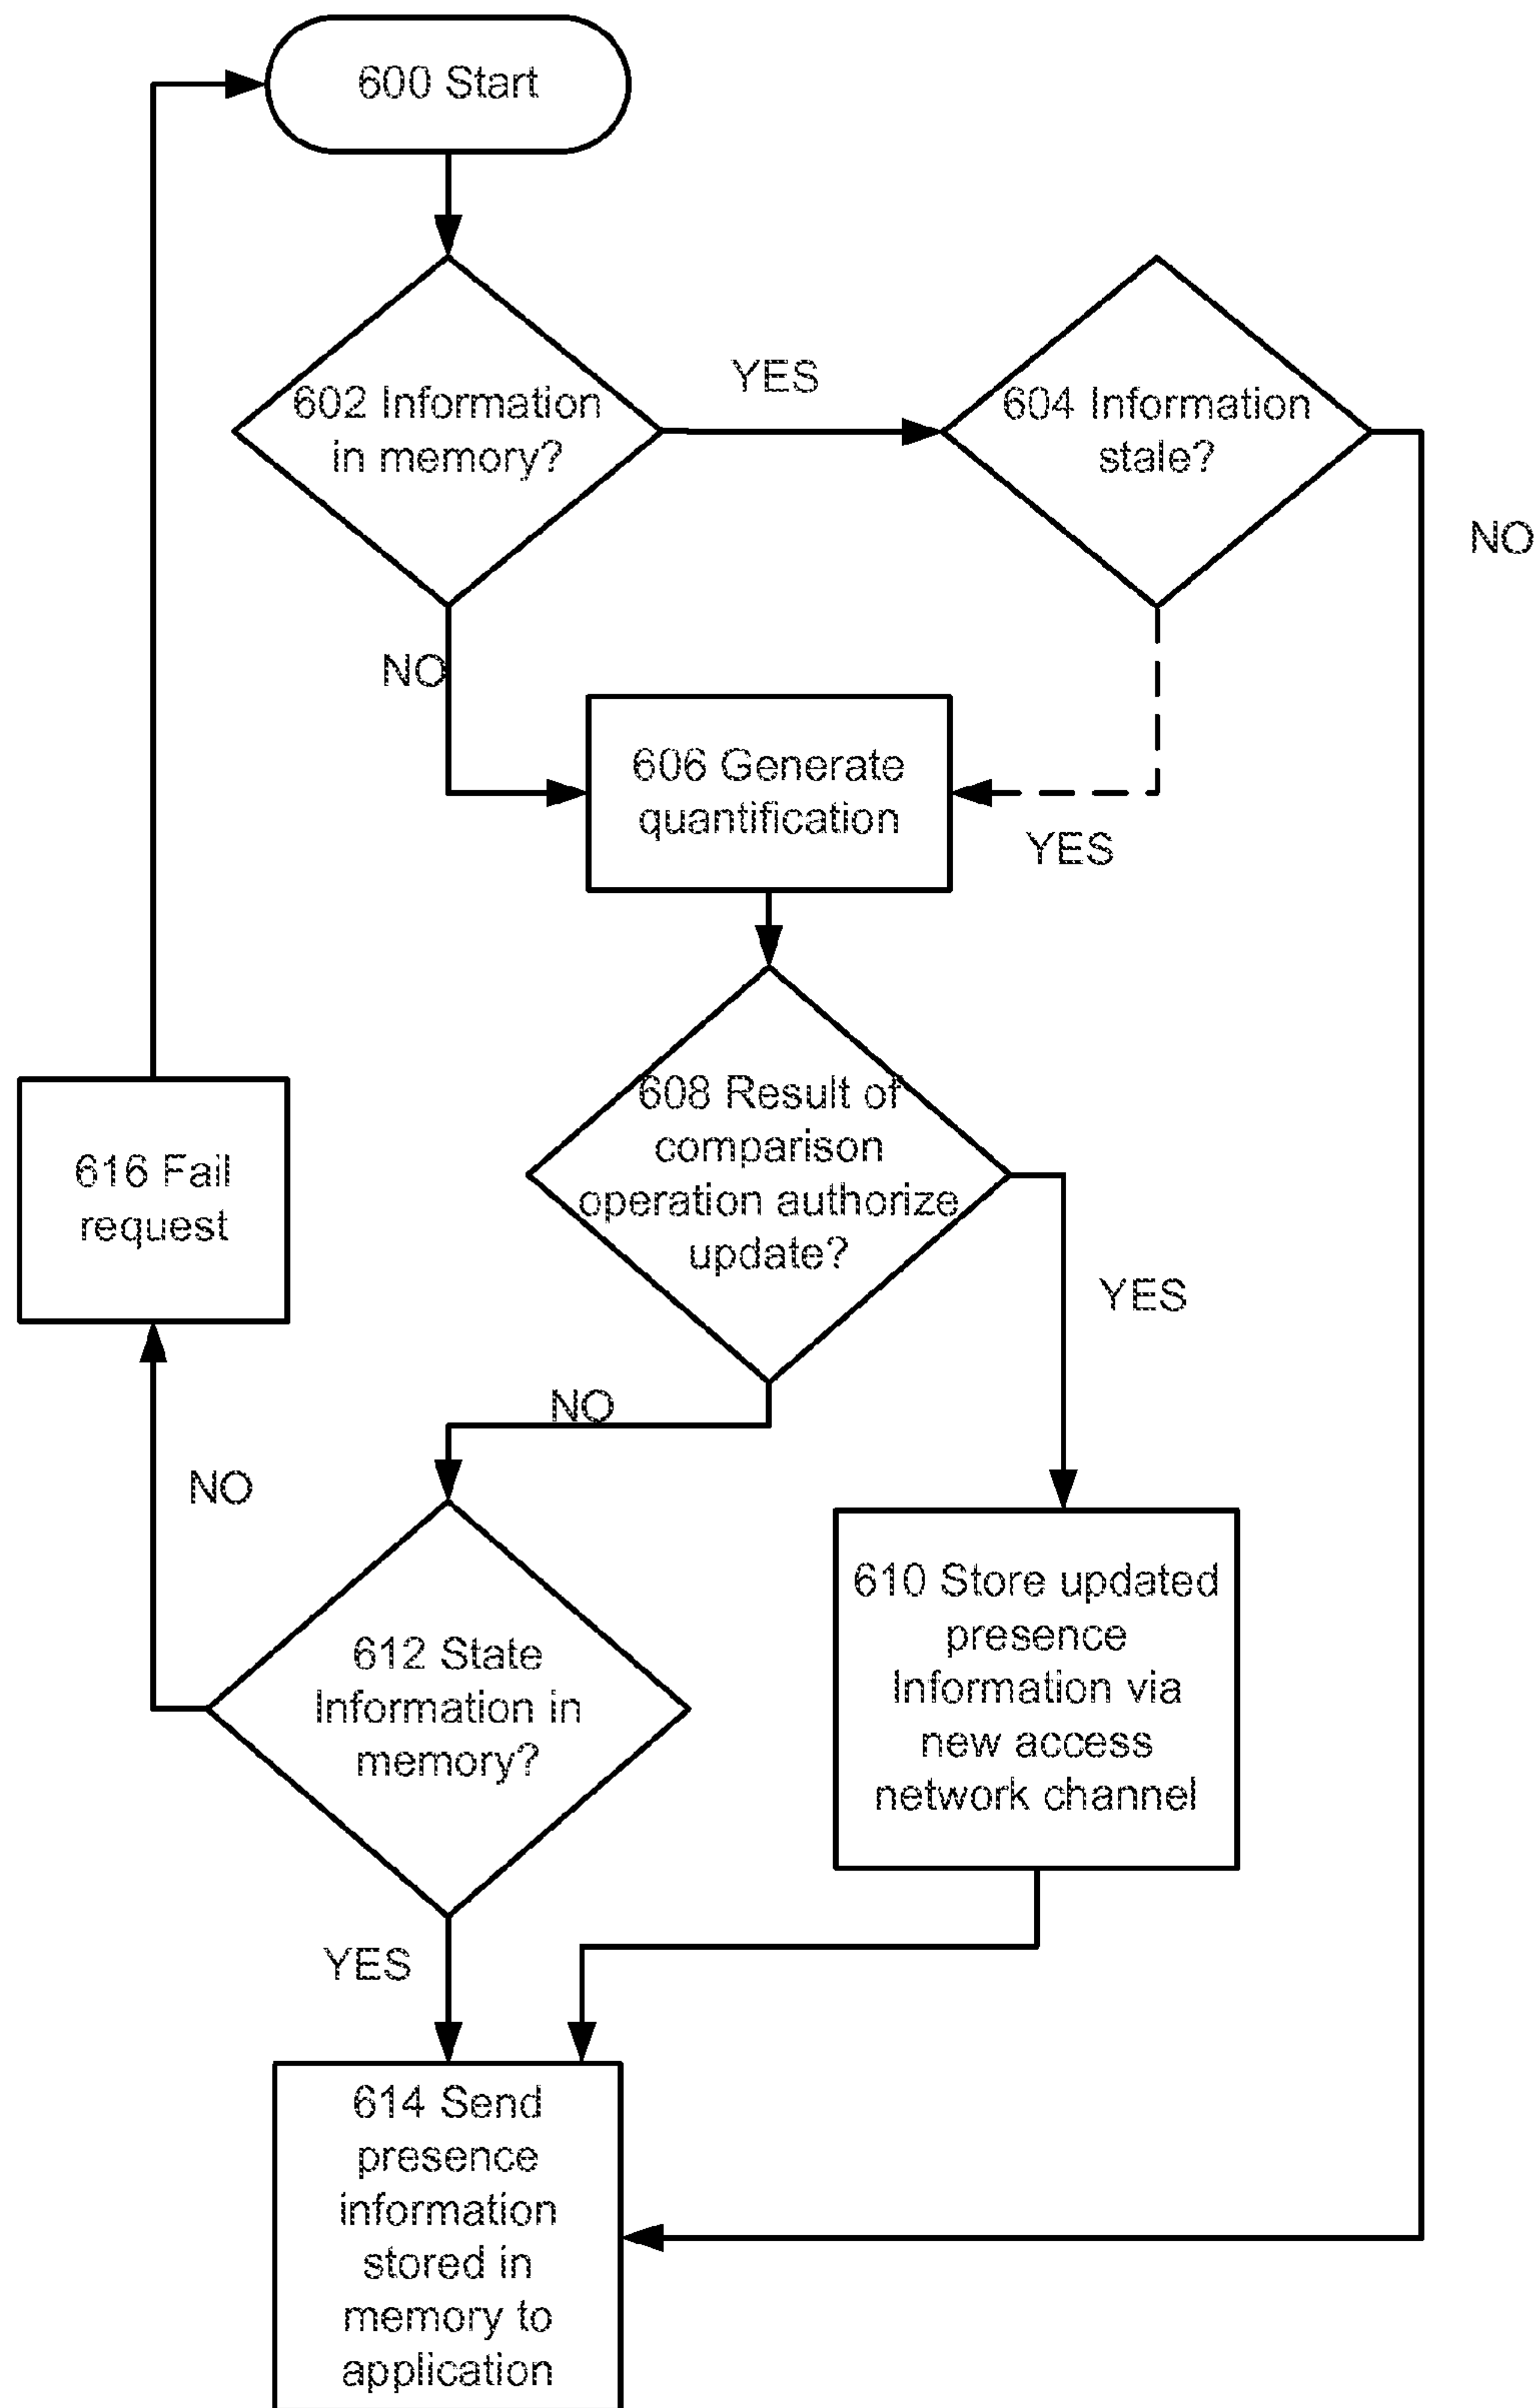 600 Start
602 Information
in memory?
YES
604 Information
stale?
NO
NO
606 Generate
quantification
YES
608 Result of
comparison
operation authorize
update?
616 Fail
request
YES
NO
NO
610 Store updated
presence
Information via
new access
network channel
612 State
Information in
memory?
YES
614 Send
presence
information
stored in
memory to
application